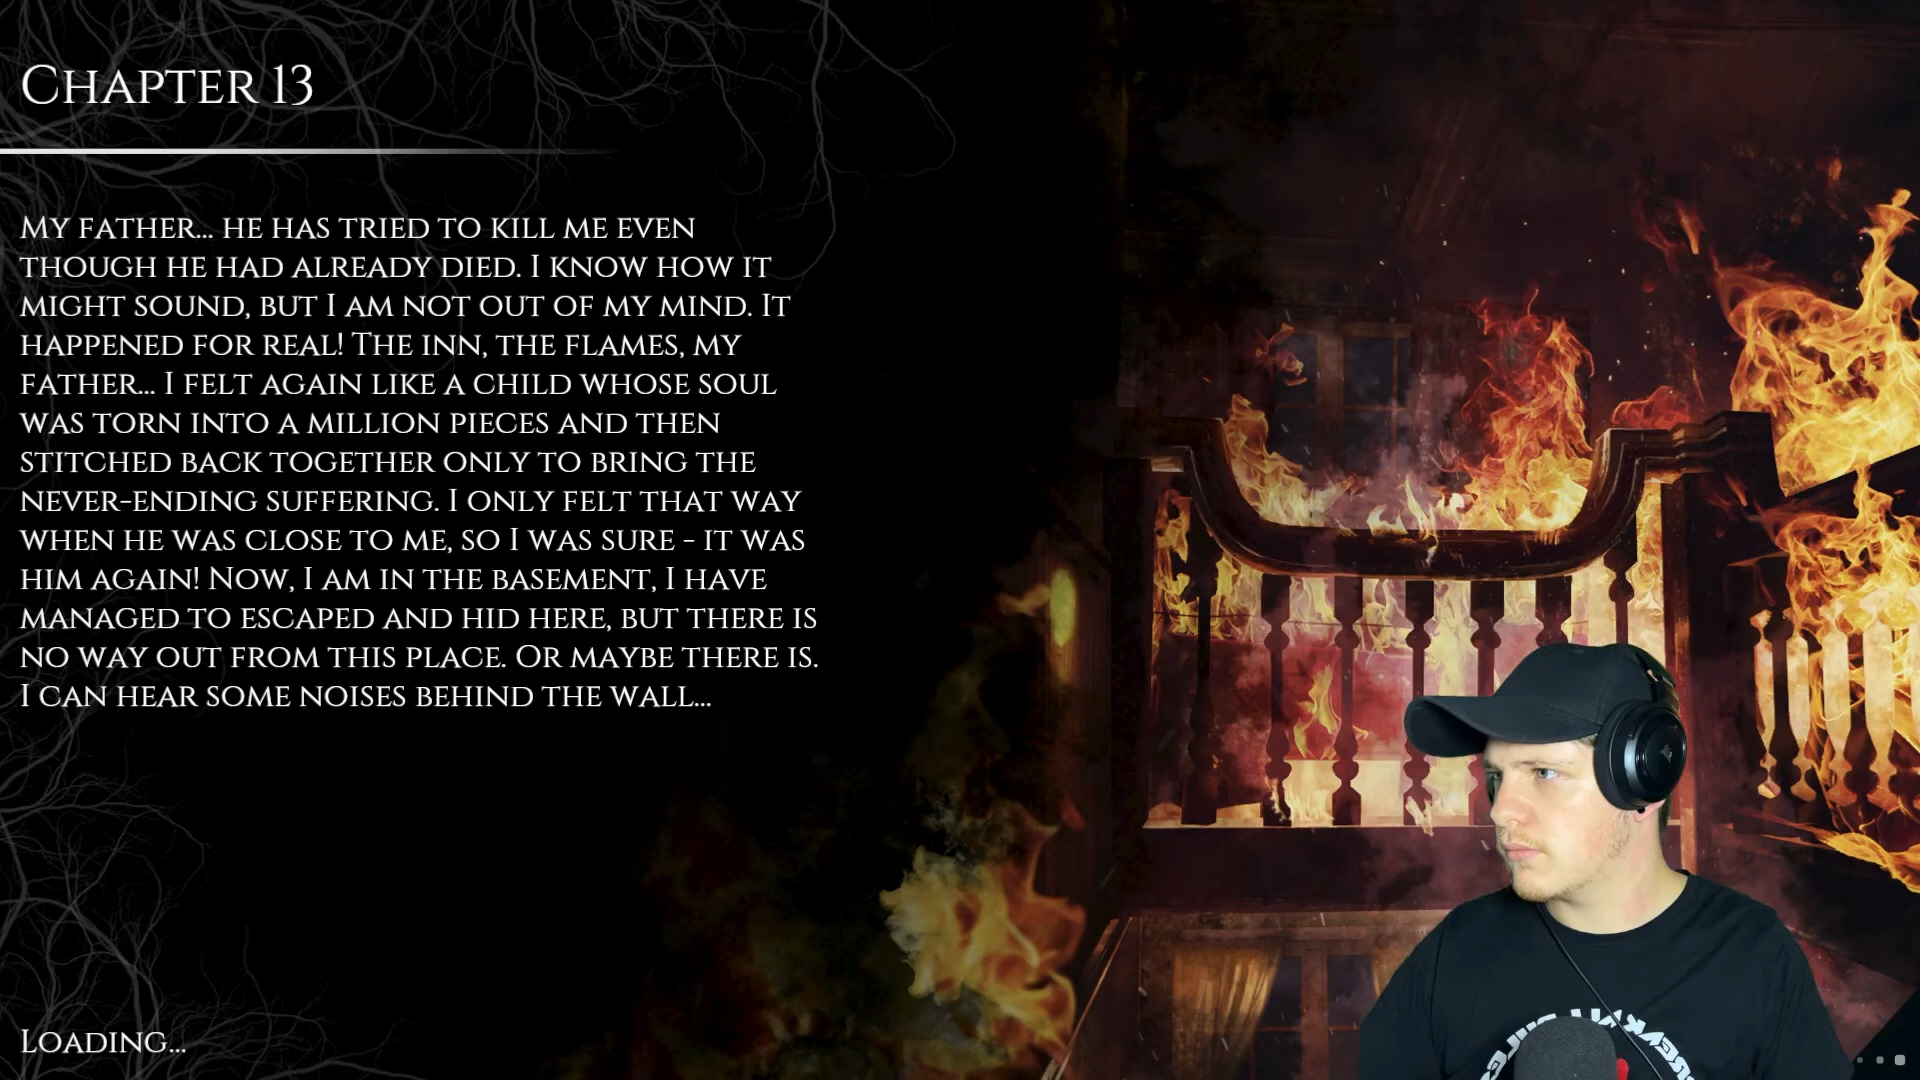 Chapter 13
My father... he has tried to kill me even
though he had already died. I know how it
might sound, but I am not out of my mind. It
happened for real! The inn, the flames, my
father... I felt again like a child whose soul
was torn into a million pieces and then
stitched back together only to bring the
never-ending suffering. I only felt that way
when he was close to me, so I was sure - it was
him again! Now, I am in the basement, I have
managed to escaped and hid here, but there is
no way out from this place. Or maybe there is.
I can hear some noises behind the wall...
Loading...